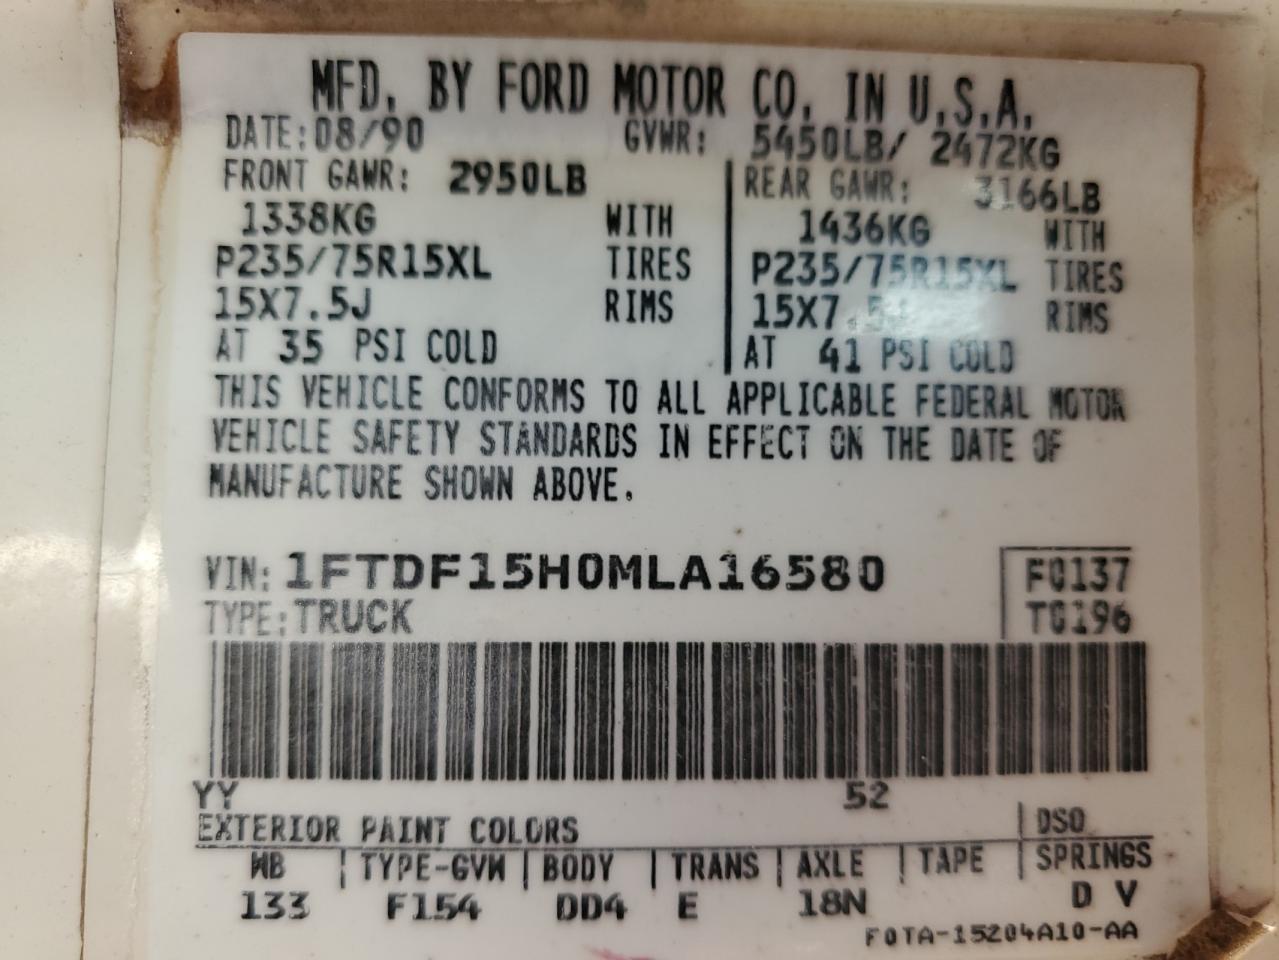 MFD. BY FORD MOTOR CO. IN U.S.A.
DATE: 08/90 GVWR: 5450LB/ 2472KG
FRONT GAWR: 2950LB REAR GAWR: 3166LB
1338KG WITH 1436KG WITH
P235/75R15XL TIRES P235/75R15XL TIRES
15X7.5J RIMS 15X7.5J RIMS
AT 35 PSI COLD AT 41 PSI COLD
THIS VEHICLE CONFORMS TO ALL APPLICABLE FEDERAL MOTOR
VEHICLE SAFETY STANDARDS IN EFFECT ON THE DATE OF
MANUFACTURE SHOWN ABOVE.
VIN: 1FTDF15H0MLA16580 F0137
TYPE: TRUCK T0196
YY 52
EXTERIOR PAINT COLORS DSO
WB TYPE-GVW BODY TRANS AXLE TAPE SPRINGS
133 F154 DD4 E 18N D V
F0TA-15204A10-AA